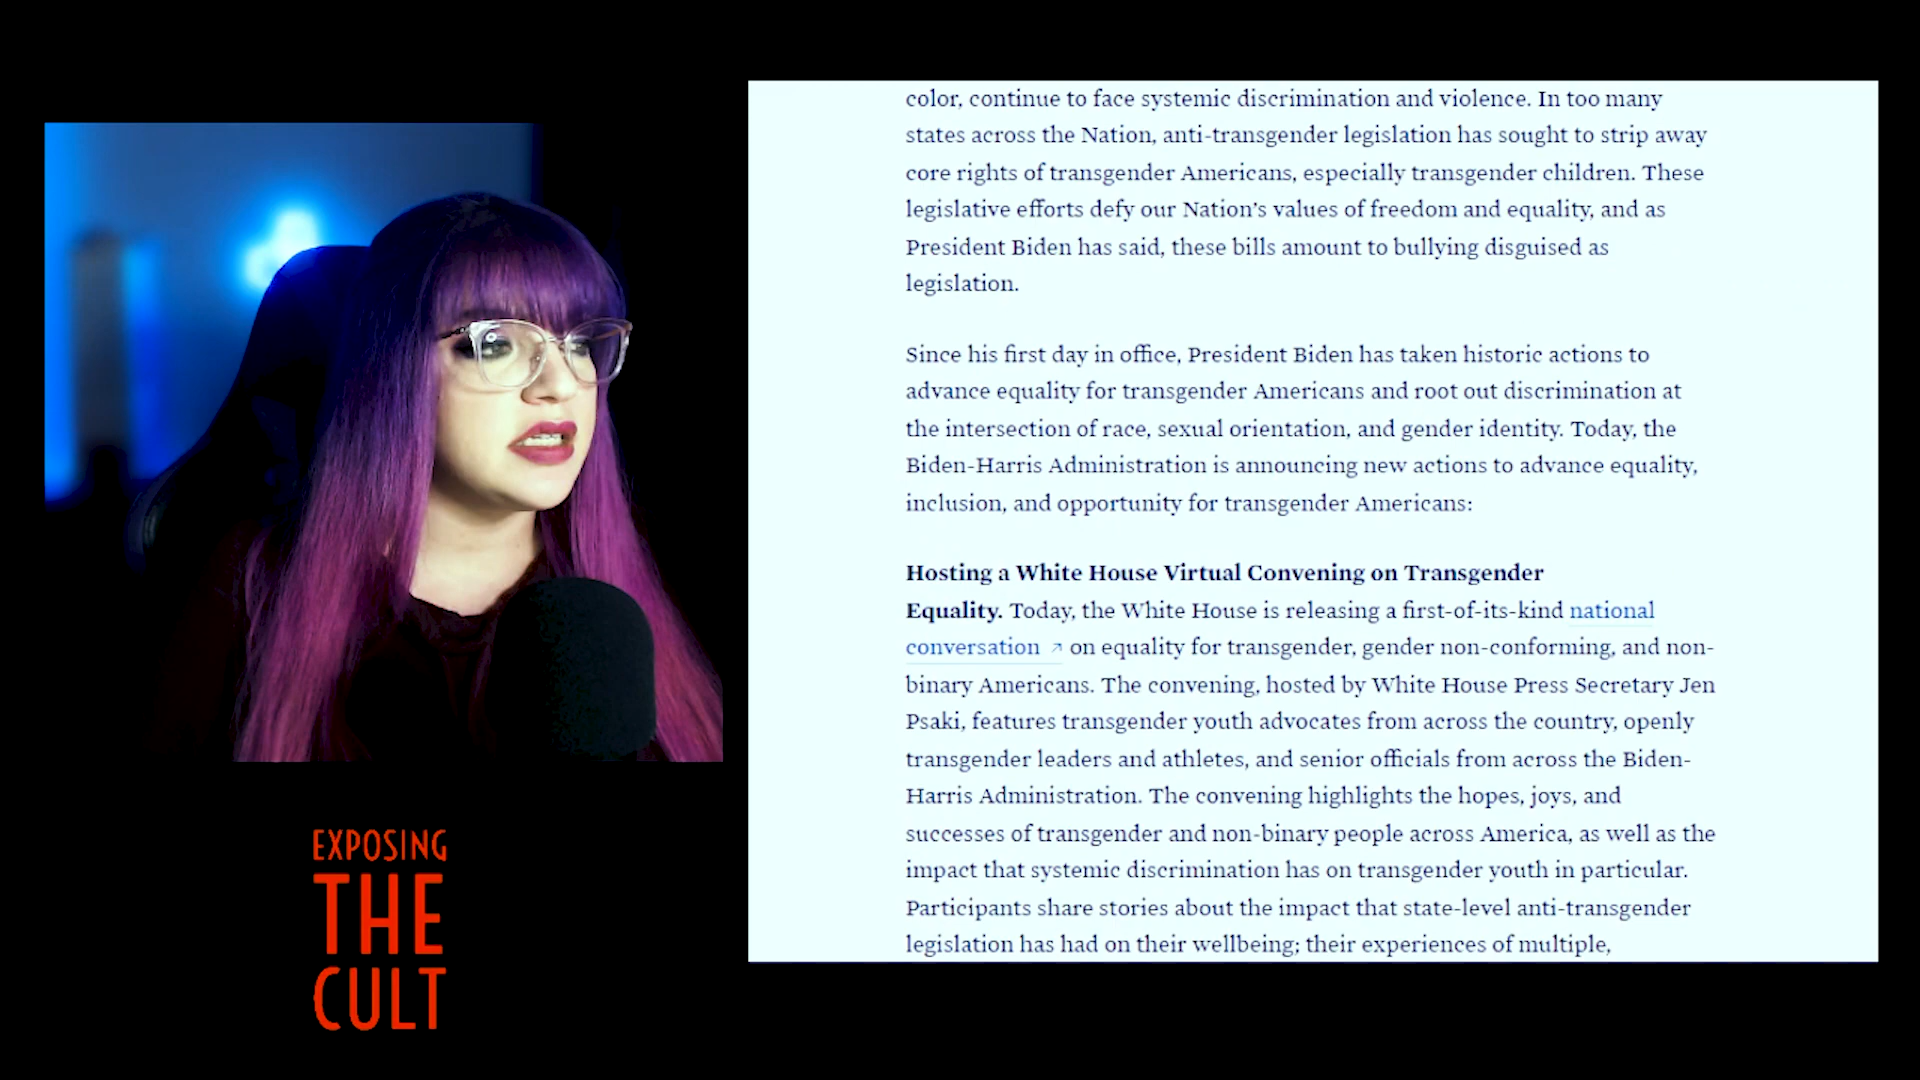 color, continue to face systemic discrimination and violence. In too many
states across the Nation, anti-transgender legislation has sought to strip away
core rights of transgender Americans, especially transgender children. These
legislative efforts defy our Nation's values of freedom and equality, and as
President Biden has said, these bills amount to bullying disguised as
legislation.
Since his first day in office, President Biden has taken historic actions to
advance equality for transgender Americans and root out discrimination at
the intersection of race, sexual orientation, and gender identity. Today, the
Biden-Harris Administration is announcing new actions to advance equality,
inclusion, and opportunity for transgender Americans:
Hosting a White House Virtual Convening on Transgender
Equality. Today, the White House is releasing a first-of-its-kind national
conversation ↗ on equality for transgender, gender non-conforming, and non-
binary Americans. The convening, hosted by White House Press Secretary Jen
Psaki, features transgender youth advocates from across the country, openly
transgender leaders and athletes, and senior officials from across the Biden-
Harris Administration. The convening highlights the hopes, joys, and
successes of transgender and non-binary people across America, as well as the
impact that systemic discrimination has on transgender youth in particular.
Participants share stories about the impact that state-level anti-transgender
legislation has had on their wellbeing; their experiences of multiple,
EXPOSING
THE
CULT